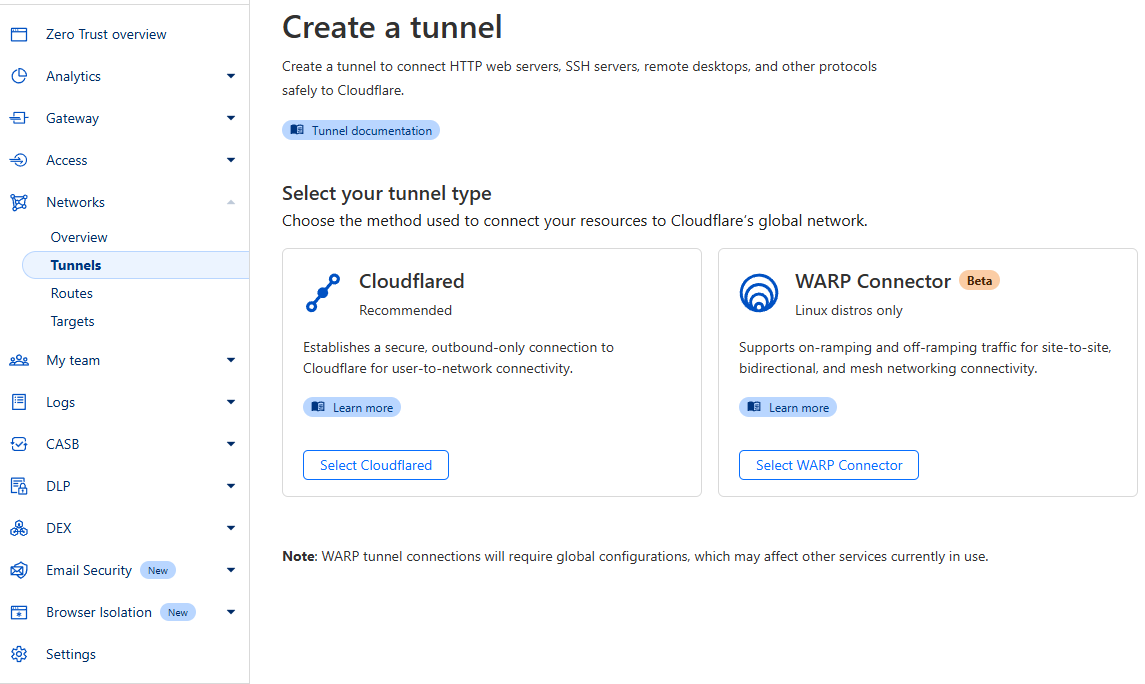 Zero Trust overview
Analytics
Gateway
Access
Networks
Overview
Tunnels
Routes
Targets
My team
Logs
CASB
DLP
DEX
Email Security New
Browser Isolation New
Settings
Create a tunnel
Create a tunnel to connect HTTP web servers, SSH servers, remote desktops, and other protocols
safely to Cloudflare.
Tunnel documentation
Select your tunnel type
Choose the method used to connect your resources to Cloudflare’s global network.
Cloudflared
Recommended
Establishes a secure, outbound-only connection to
Cloudflare for user-to-network connectivity.
Learn more
Select Cloudflared
WARP Connector Beta
Linux distros only
Supports on-ramping and off-ramping traffic for site-to-site,
bidirectional, and mesh networking connectivity.
Learn more
Select WARP Connector
Note: WARP tunnel connections will require global configurations, which may affect other services currently in use.